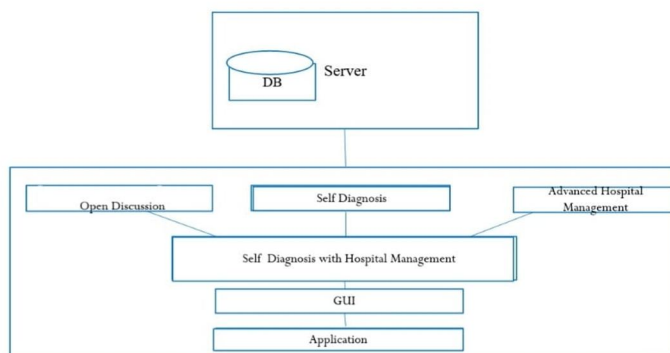 DB
Server
Open Discussion
Self Diagnosis
Advanced Hospital
Management
Self Diagnosis with Hospital Management
GUI
Application